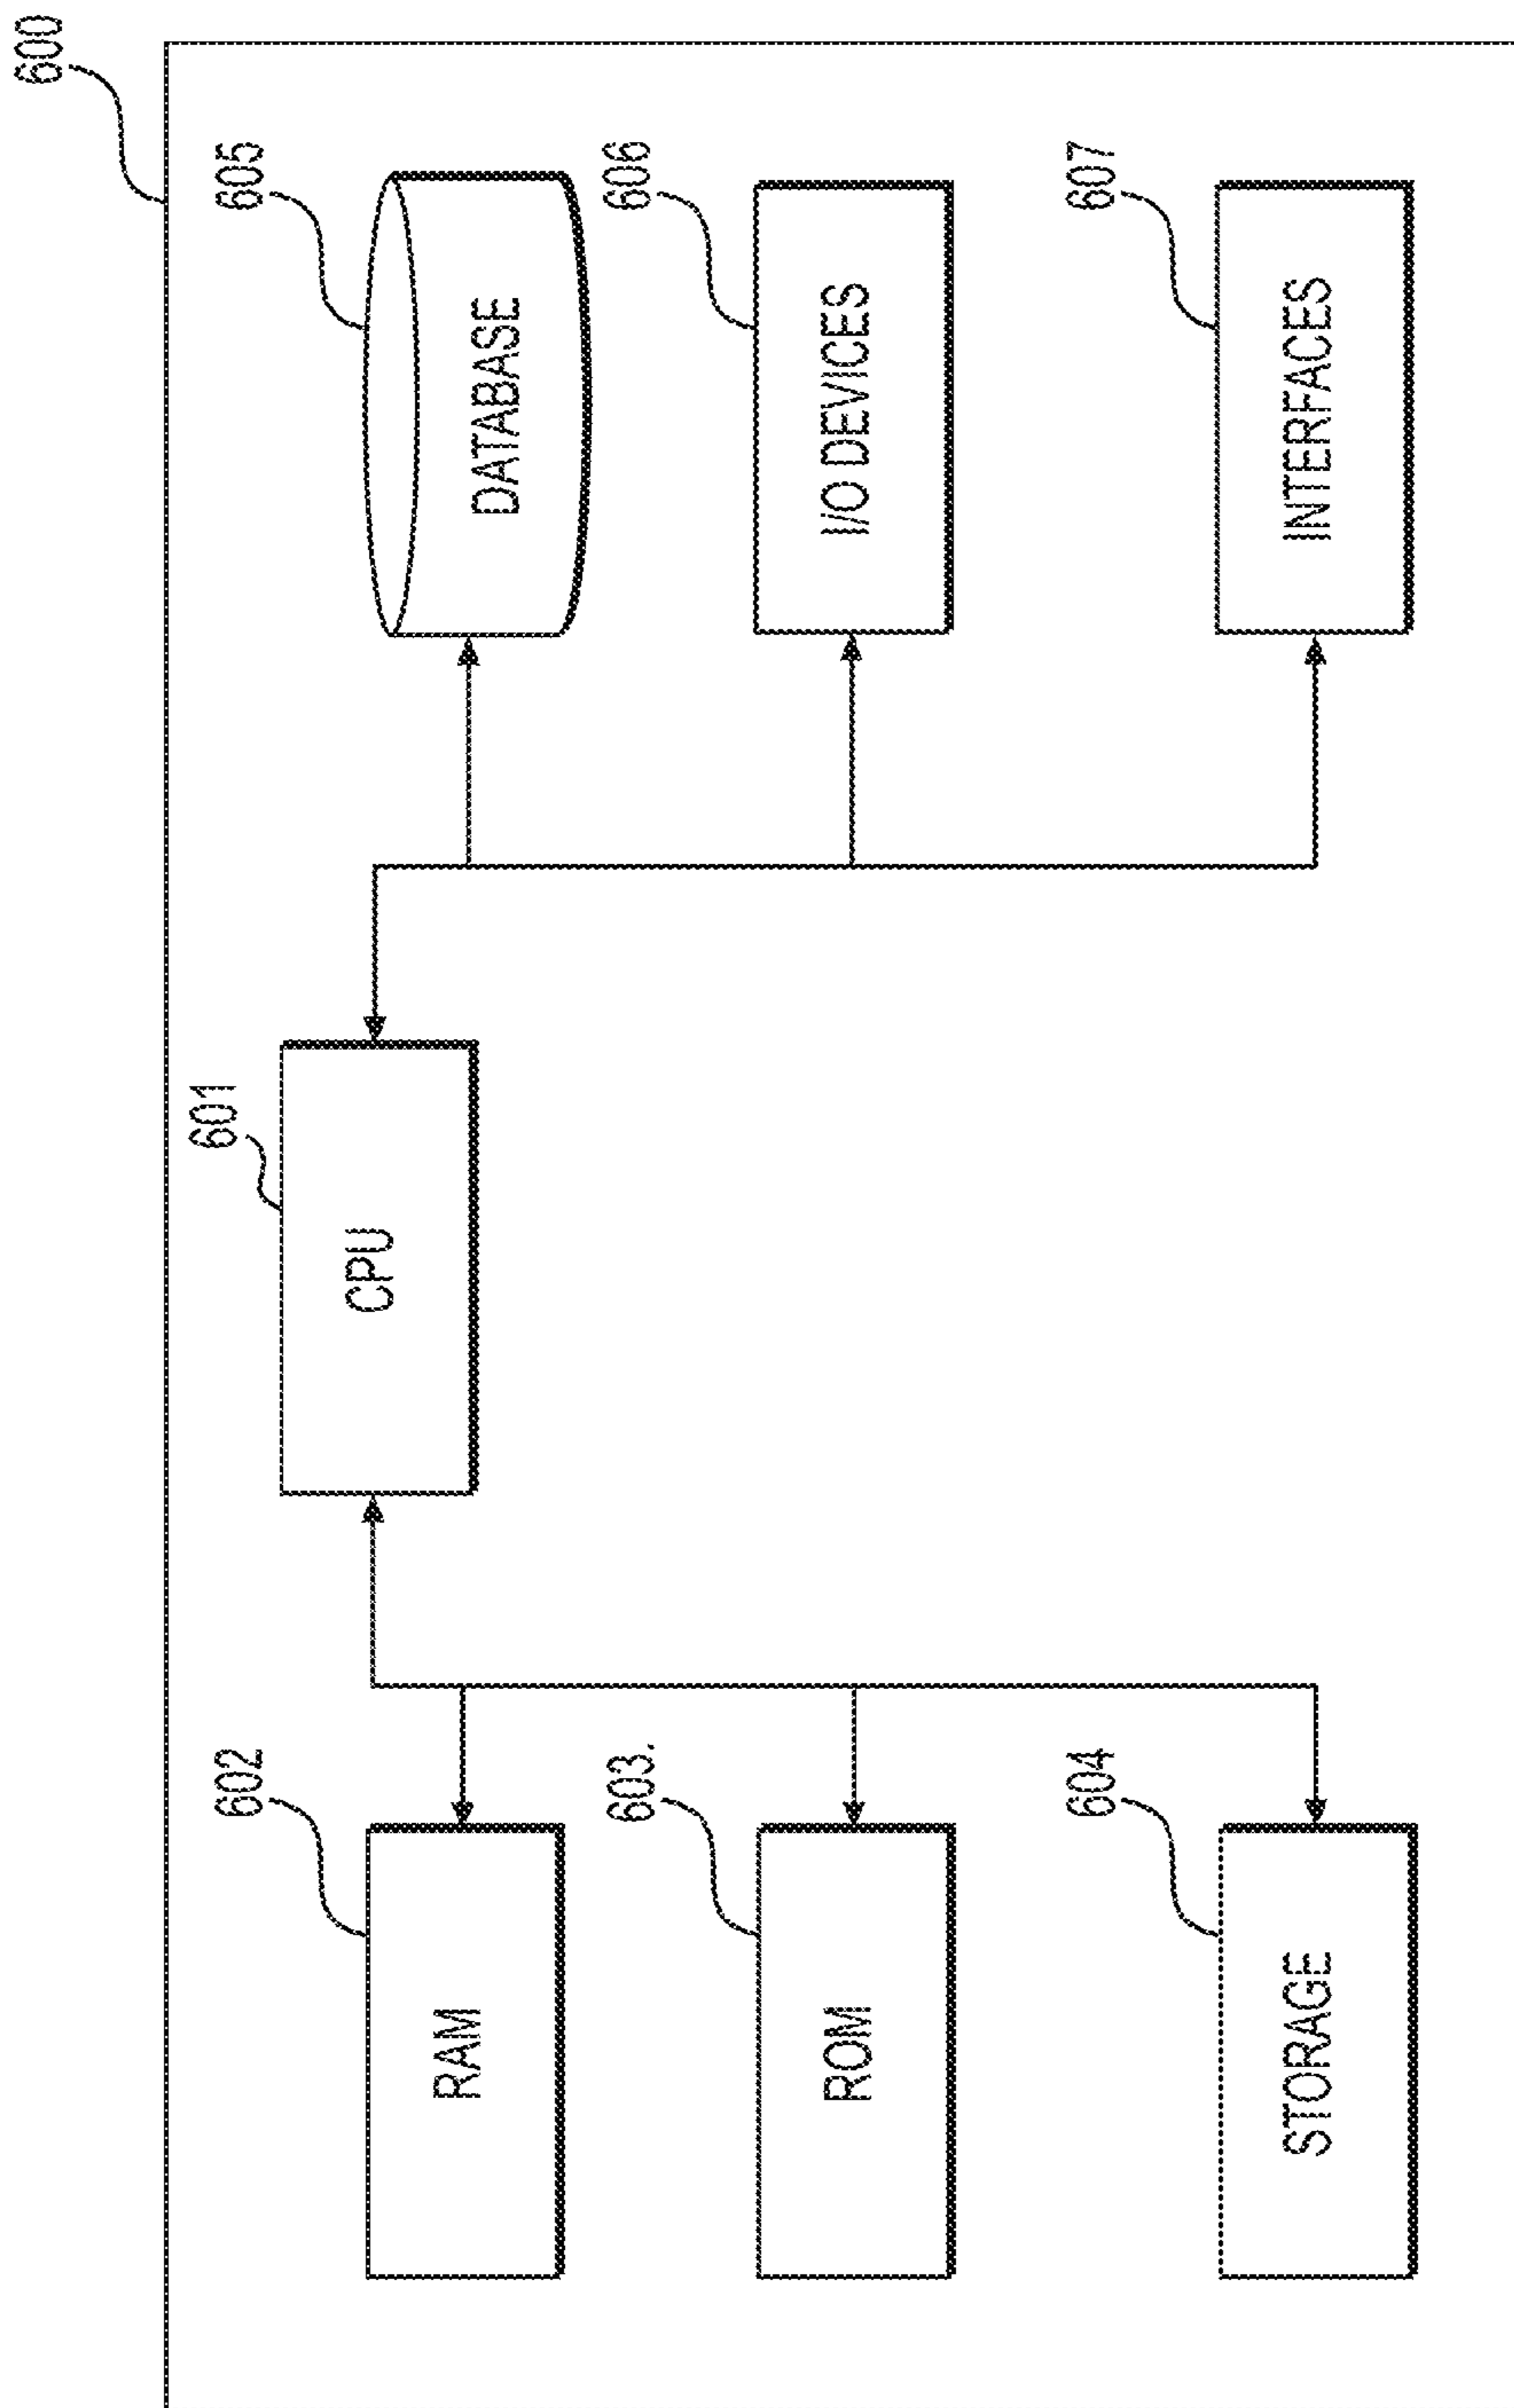 600
601
CPU
602
RAM
605
DATABASE
603.
ROM
606
I/O DEVICES
604
STORAGE
607
INTERFACES